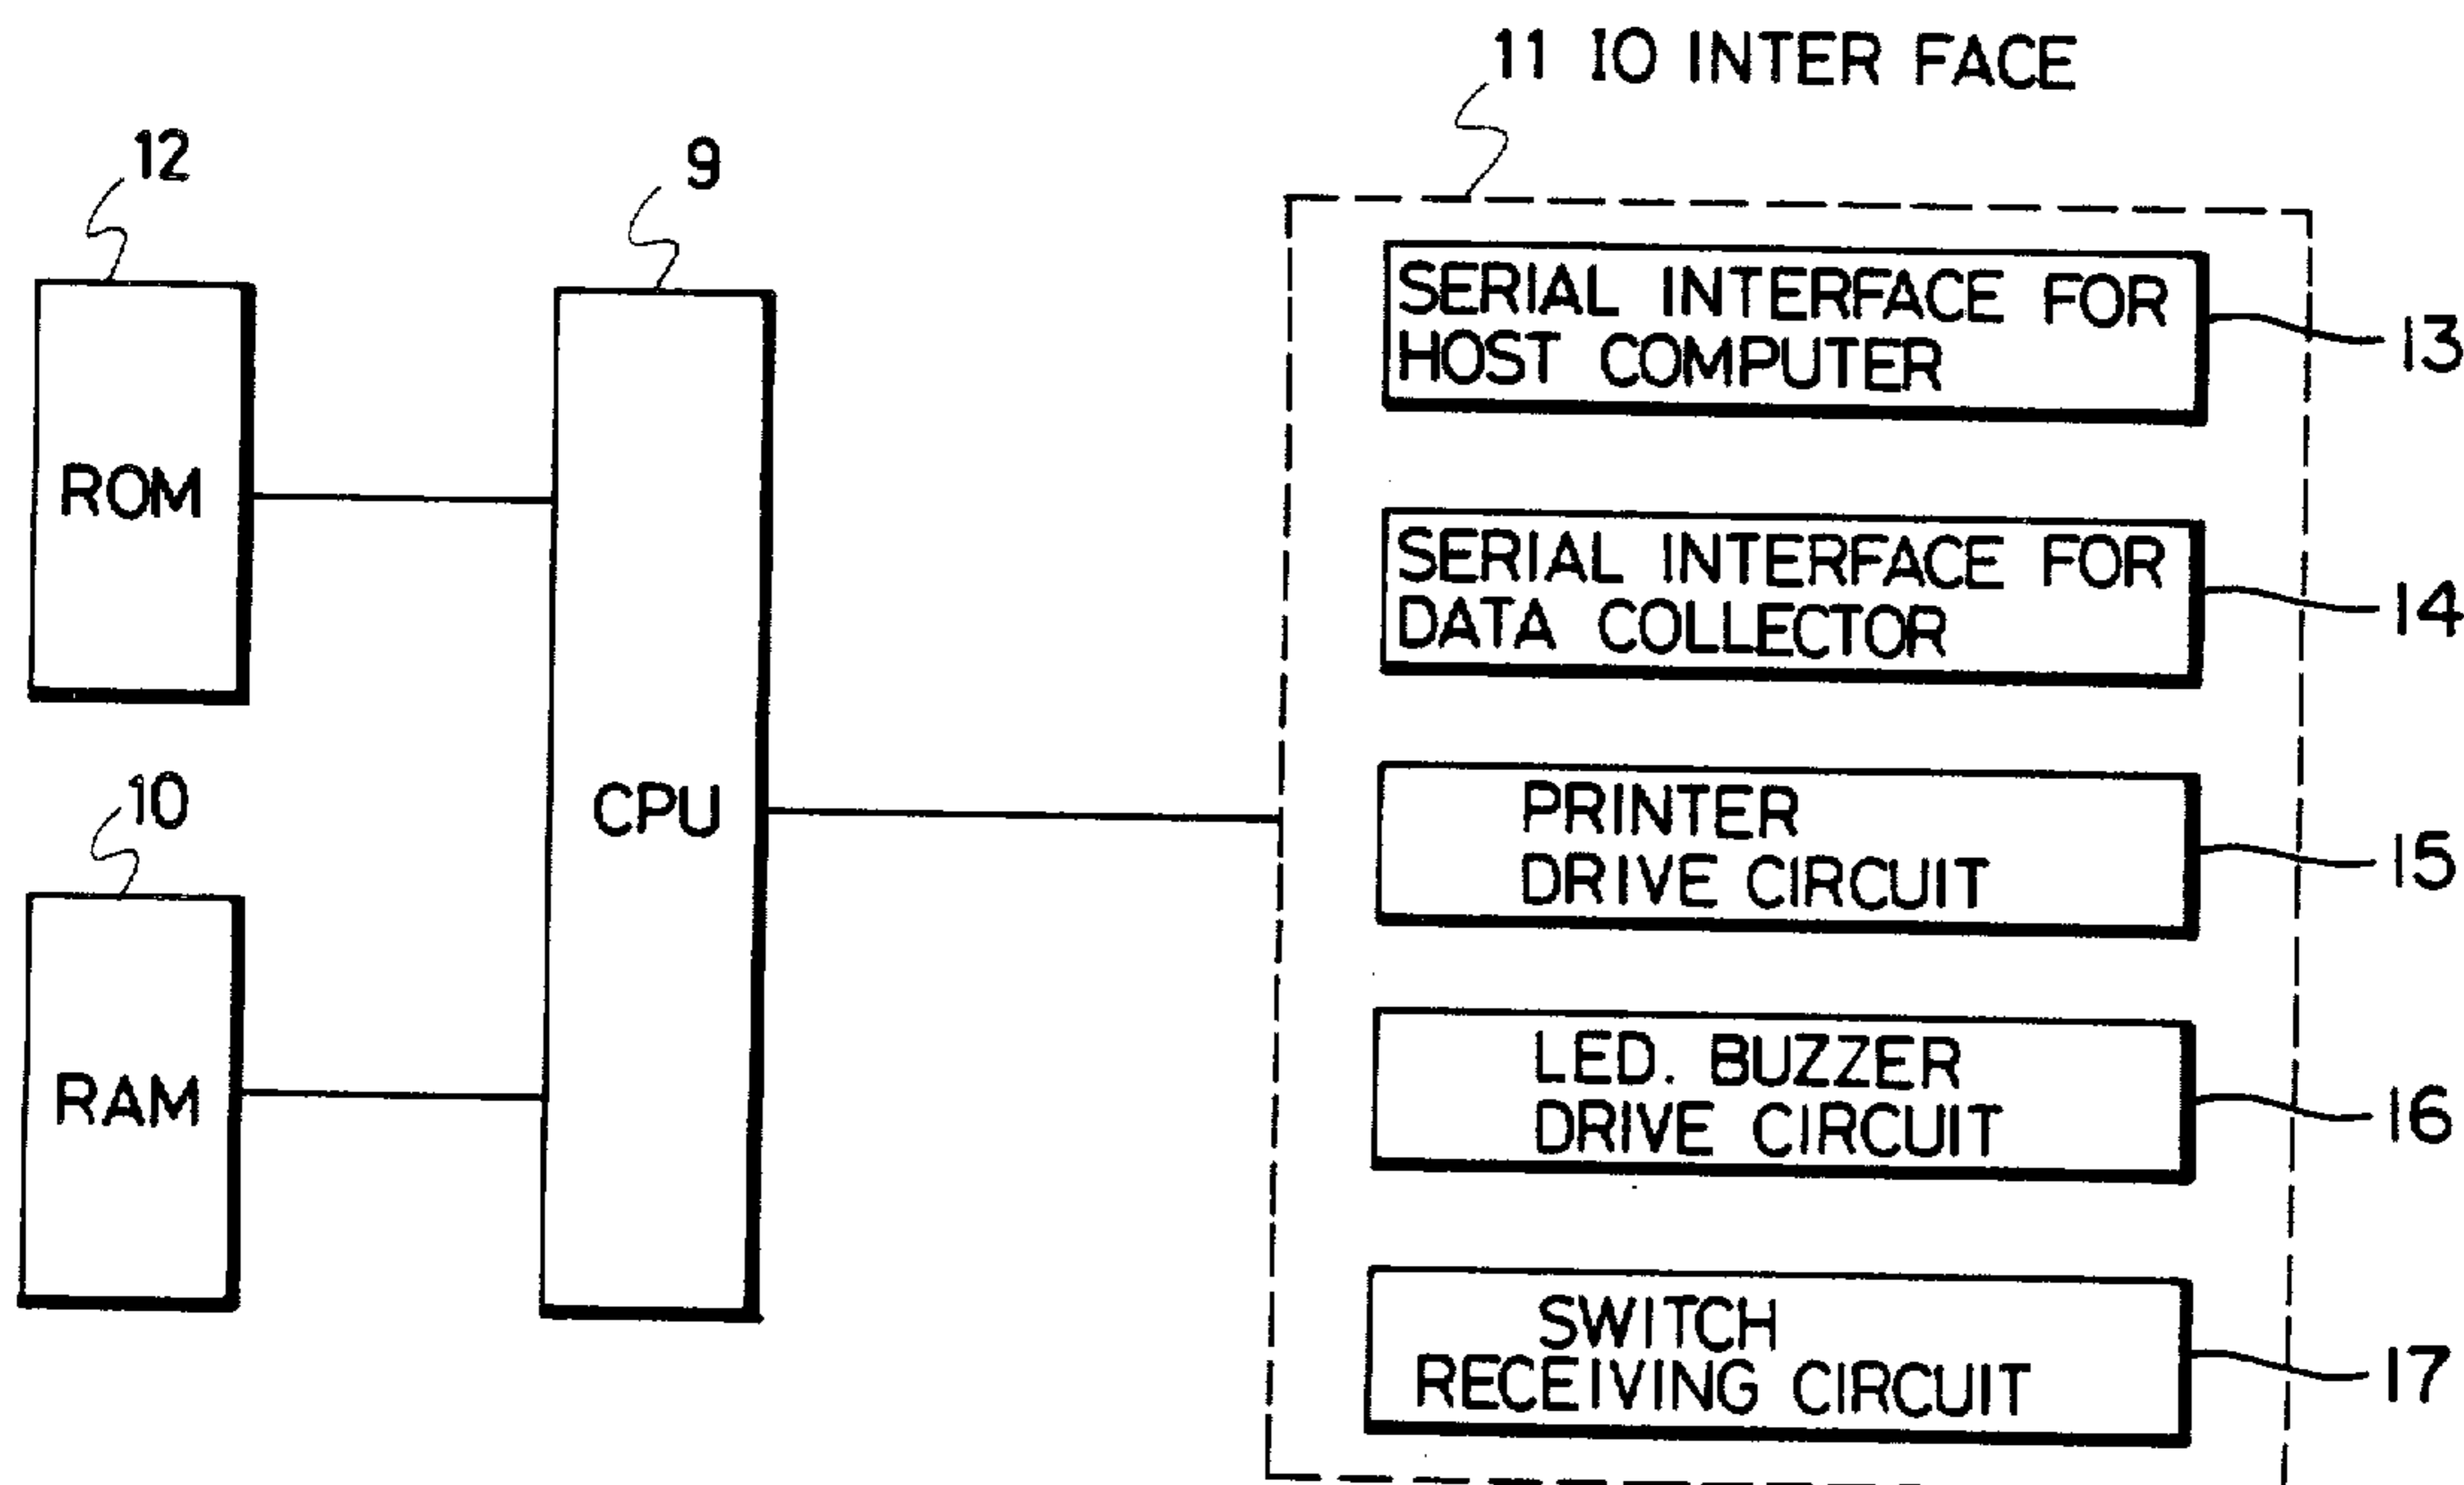 11 IO INTER FACE
12
9
SERIAL INTERFACE FOR
HOST COMPUTER
13
ROM
SERIAL INTERFACE FOR
DATA COLLECTOR
14
10
CPU
PRINTER
DRIVE CIRCUIT
15
RAM
LED. BUZZER
DRIVE CIRCUIT
16
SWITCH
RECEIVING CIRCUIT
17